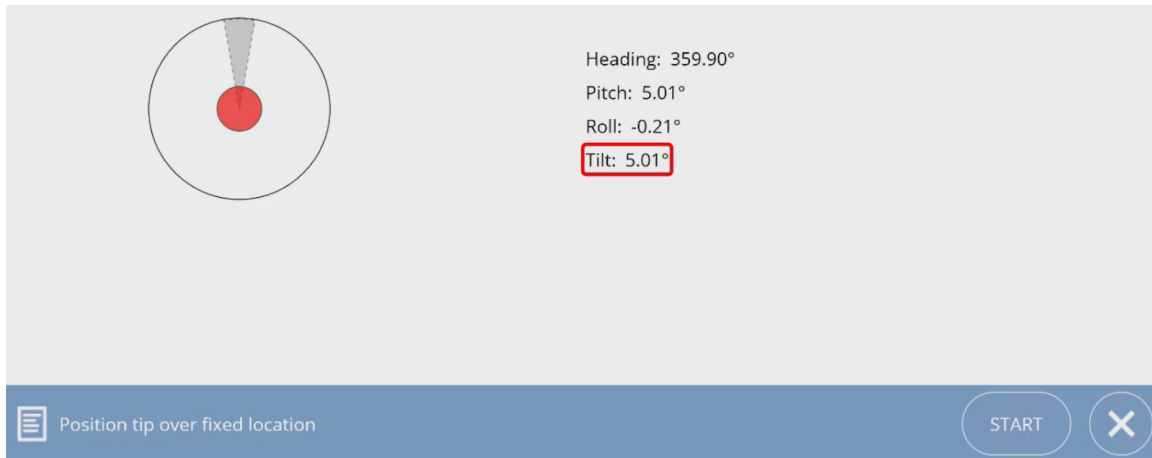 Heading: 359.90°
Pitch: 5.01°
Roll: -0.21°
Tilt: 5.01°
Position tip over fixed location
START